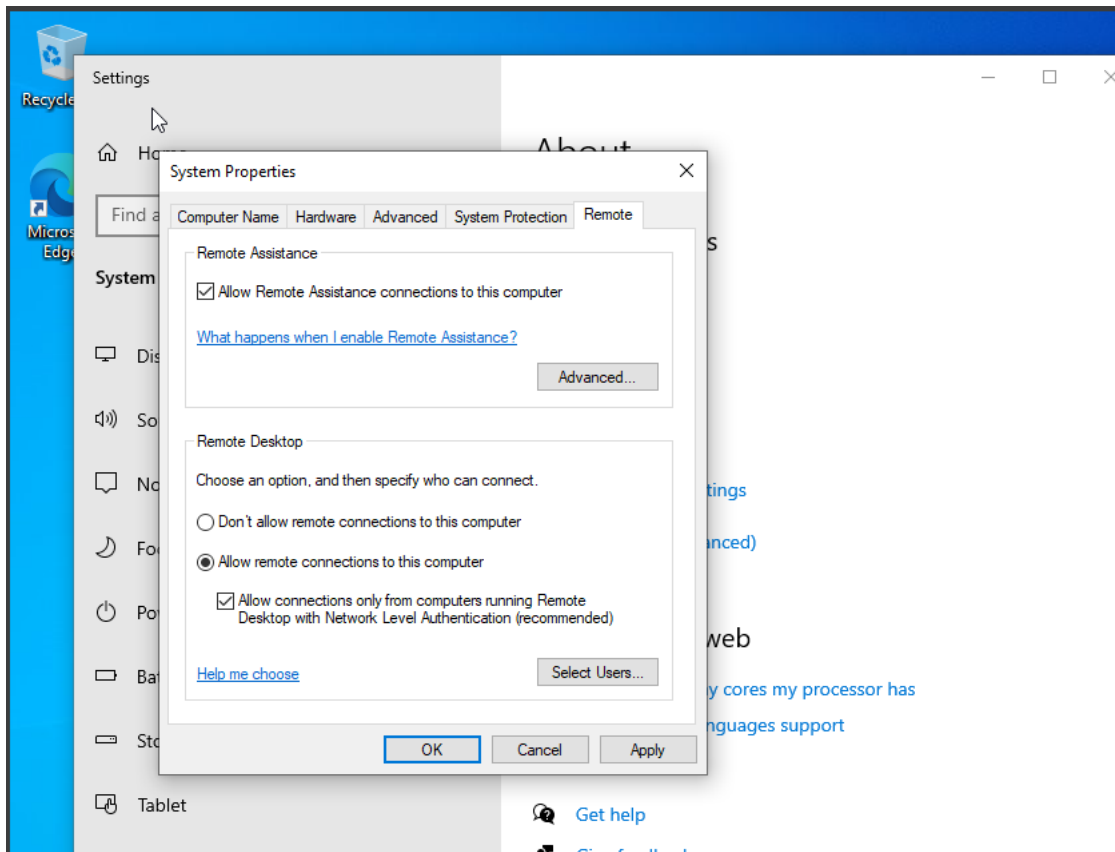 Recycle
Micros
Edge
Settings
Find a
System
Tablet
System Properties
Computer Name
Hardware
Advanced
System Protection
Remote
Remote Assistance
Allow Remote Assistance connections to this computer
What happens when I enable Remote Assistance?
Advanced...
Remote Desktop
Choose an option, and then specify who can connect.
Don't allow remote connections to this computer
Allow remote connections to this computer
Allow connections only from computers running Remote
Desktop with Network Level Authentication (recommended)
Help me choose
Select Users...
OK
Cancel
Apply
About
s
tings
anced)
web
y cores my processor has
nguages support
Get help